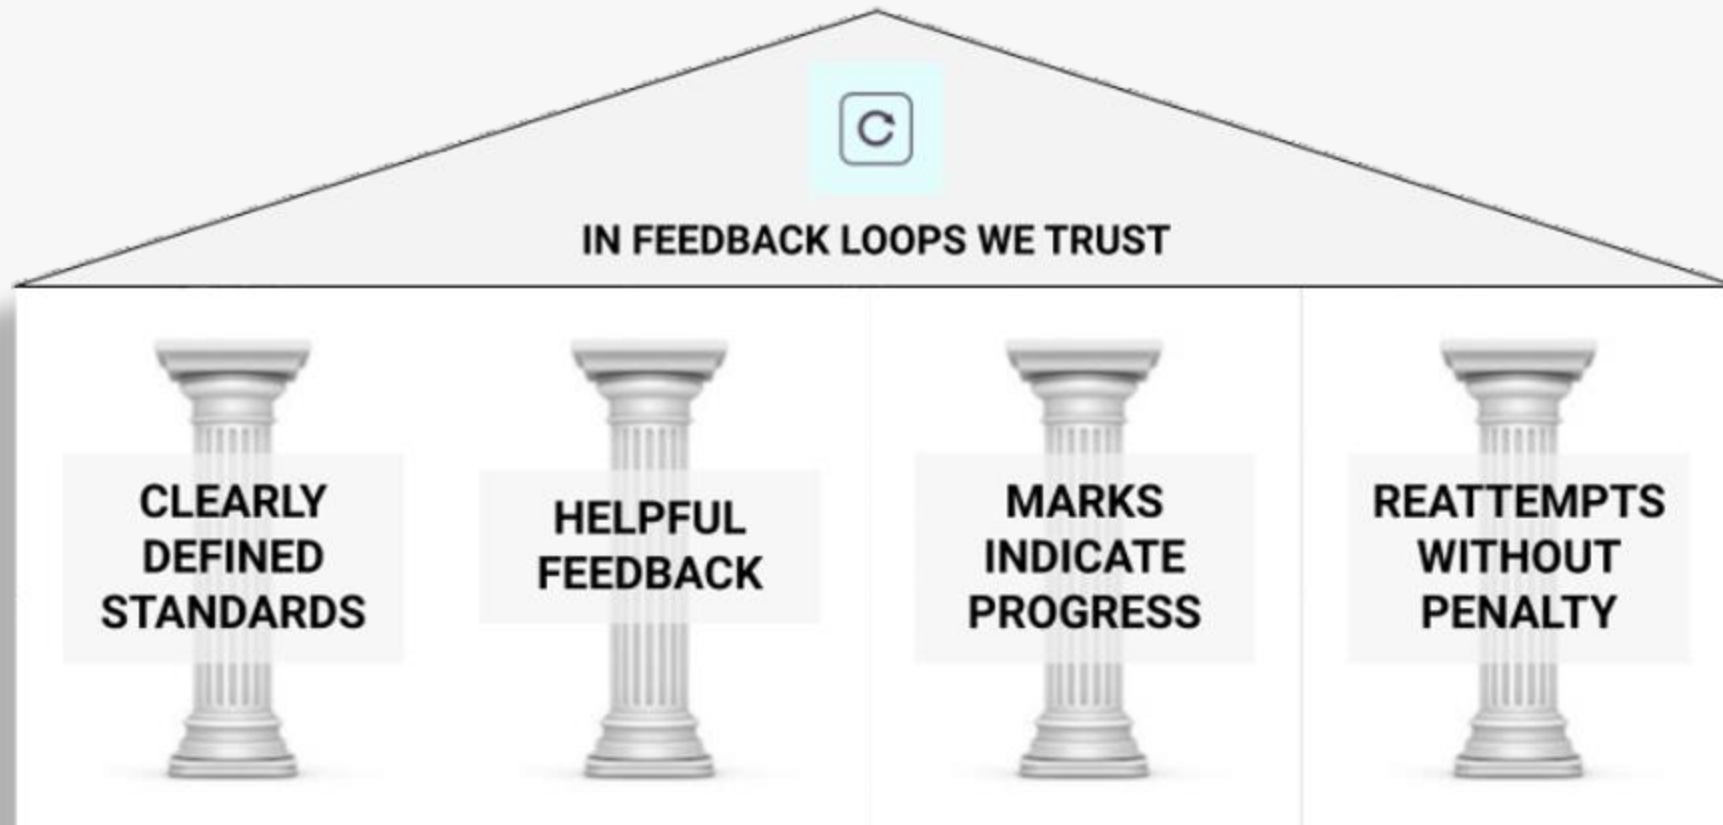 IN FEEDBACK LOOPS WE TRUST
CLEARLY
DEFINED
STANDARDS
HELPFUL
FEEDBACK
MARKS
INDICATE
PROGRESS
REATTEMPTS
WITHOUT
PENALTY